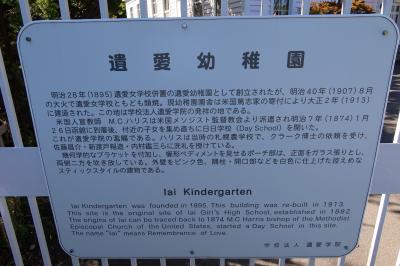 遺愛幼稚園
明治28年(1895)遺愛女学校併置の遺愛幼稚園として創立されたが、明治40年(1907)8月
の大火で遺愛女学校ともども類焼。現幼稚園園舎は米国篤志家の寄付により大正2年(1913)
に建造された。この地は学校法人遺愛学院の発祥の地である。
米国人宣教師 M.C.ハリスは米国メソジスト監督教会より派遣され明治7年(1874)1月
26日函館に到着後、付近の子女を集め直ちに日日学校 (Day School) を開いた。
これが遺愛学院の濫觴である。ハリスは当時の札幌農学校で、クラーク博士の依頼を受け、
佐藤昌介・新渡戸稲造・内村鑑三らに洗礼を授けている。
幾何学的なブラケットを付加し、櫛形ペディメントを見せるポーチ部は、正面をガラス張りとし、
両側二方を吹き放している。外壁をピンク色、隅柱・開口部などを白色に仕上げた控えめな
スティックスタイルの建物である。
Iai Kindergarten
Iai Kindergarten was founded in 1895. This building was re-built in 1913.
This site is the original site of Iai Girl's High School, established in 1882.
The origins of Iai can be traced back to 1874. M.C Harris bishop of the Methodist
Episcopal Church of the United States, started a Day School in this site.
The name "Iai" means Remembrance of Love.
学校法人 遺愛学院